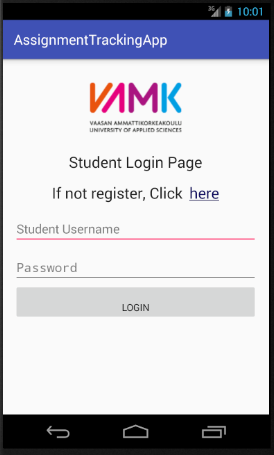 3G 10:01
AssignmentTrackingApp
VAMK
VAASAN AMMATTIKORKEAKOULU
UNIVERSITY OF APPLIED SCIENCES
Student Login Page
If not register, Click here
Student Username
Password
LOGIN